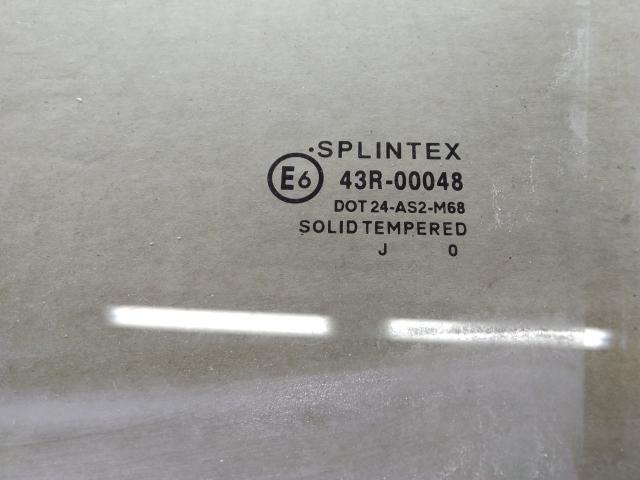 .SPLINTEX
E6 43R-00048
DOT 24-AS2-M68
SOLID TEMPERED
J 0